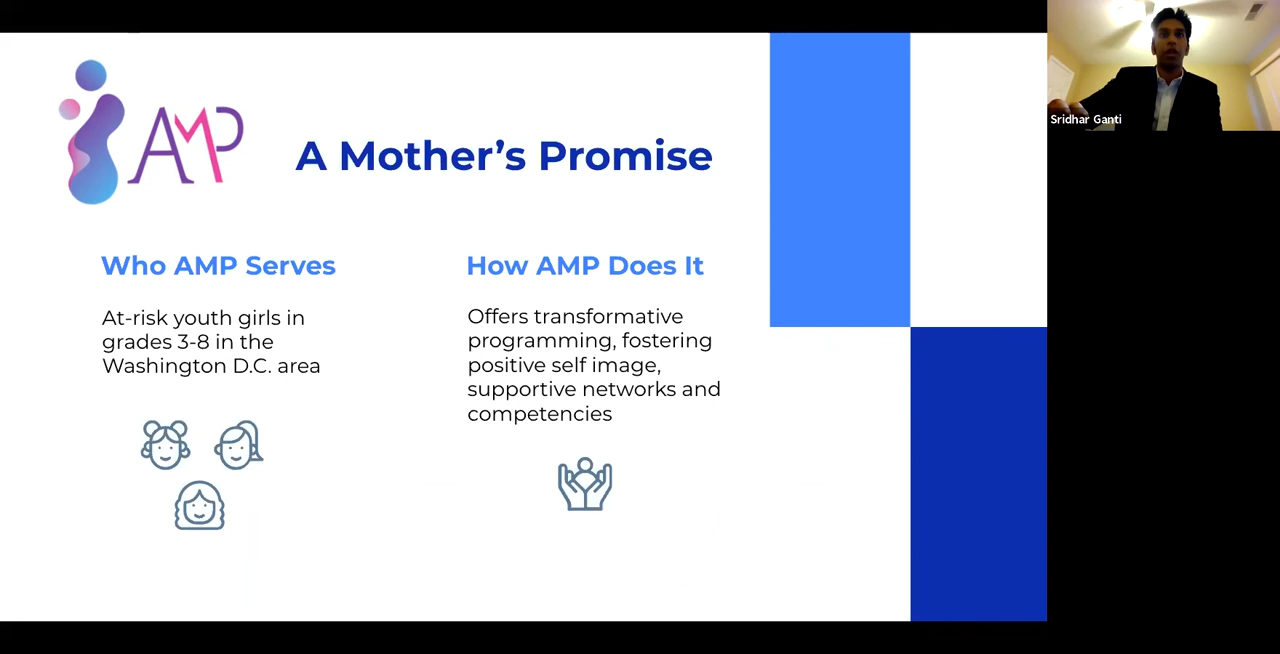 AMP
A Mother’s Promise
Who AMP Serves
How AMP Does It
At-risk youth girls in
grades 3-8 in the
Washington D.C. area
Offers transformative
programming, fostering
positive self image,
supportive networks and
competencies
Sridhar Ganti